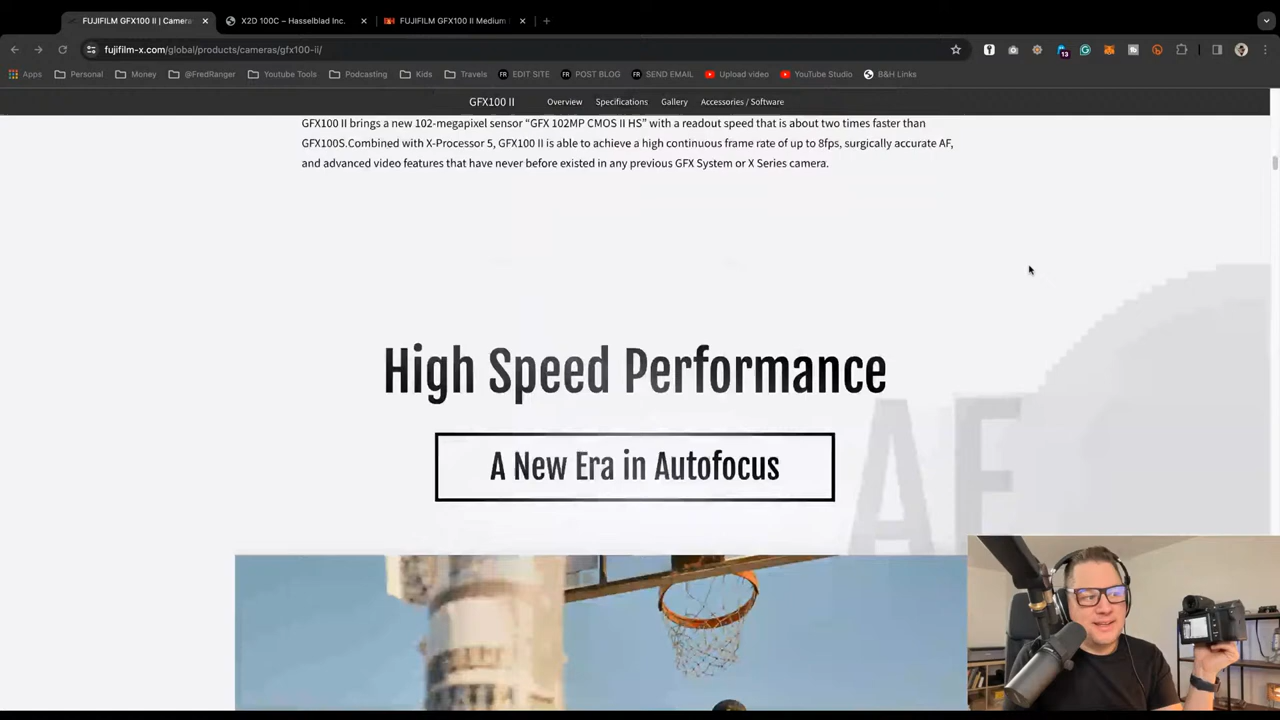 FUJIFILM GFX100 II | Camera
X2D 100C – Hasselblad Inc.
FUJIFILM GFX100 II Medium
fujifilm-x.com/global/products/cameras/gfx100-ii/
13
Apps
Personal
Money
@FredRanger
Youtube Tools
Podcasting
Kids
Travels
FR EDIT SITE
FR POST BLOG
FR SEND EMAIL
Upload video
YouTube Studio
B&H Links
GFX100 II
Overview
Specifications
Gallery
Accessories / Software
GFX100 II brings a new 102-megapixel sensor “GFX 102MP CMOS II HS” with a readout speed that is about two times faster than
GFX100S.Combined with X-Processor 5, GFX100 II is able to achieve a high continuous frame rate of up to 8fps, surgically accurate AF,
and advanced video features that have never before existed in any previous GFX System or X Series camera.
High Speed Performance
A New Era in Autofocus
AF